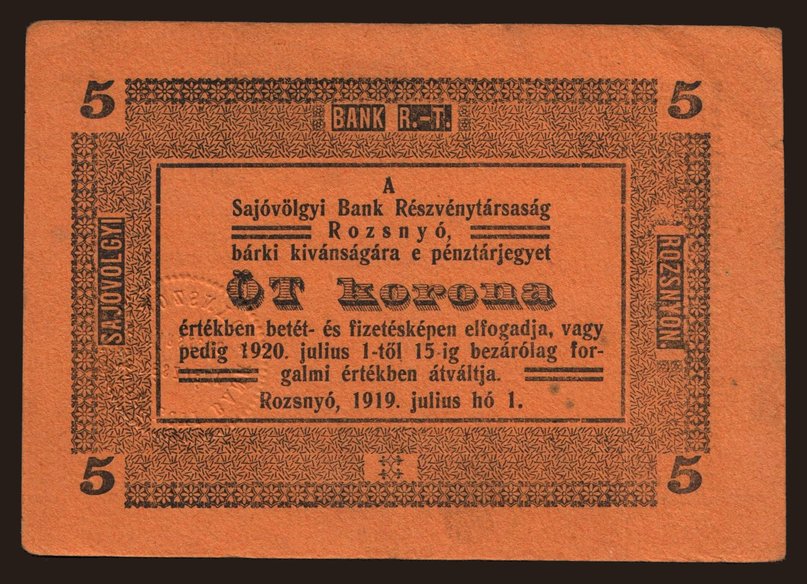 5 5
BANK R.-T.
SAJÓVÖLGYI
ROZSNYÓN
A
Sajóvölgyi Bank Részvénytársaság
Rozsnyó,
bárki kivánságára e pénztárjegyet
ÖT korona
értékben betét- és fizetésképen elfogadja, vagy
pedig 1920. julius 1-től 15-ig bezárólag for-
galmi értékben átváltja.
Rozsnyó, 1919. julius hó 1.
5 5